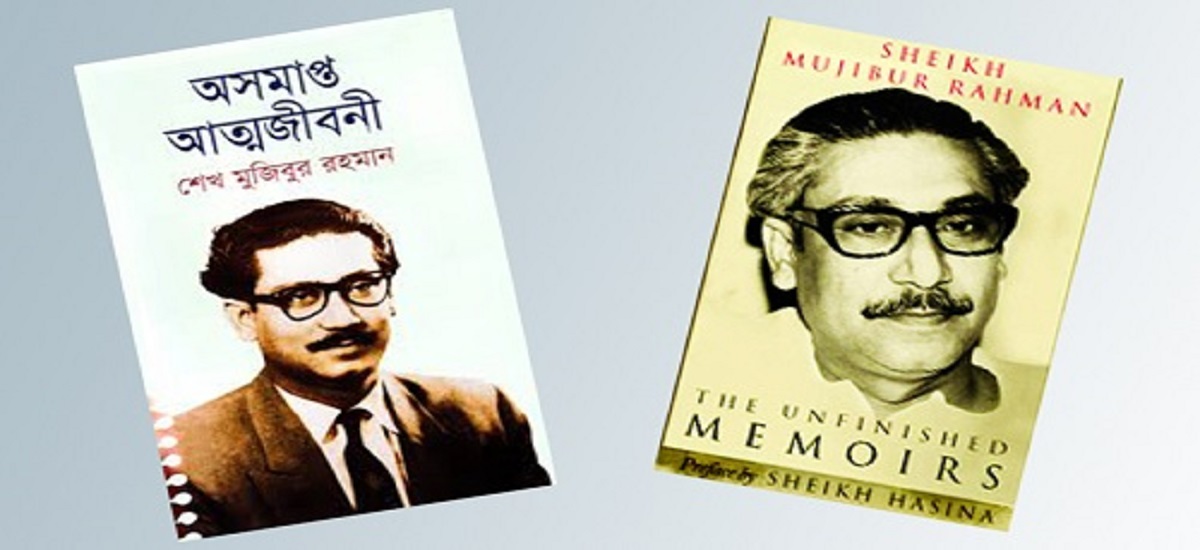 অসমাপ্ত
আত্মজীবনী
শেখ মুজিবুর রহমান
SHEIKH
MUJIBUR RAHMAN
THE UNFINISHED
MEMOIRS
Preface by SHEIKH HASINA